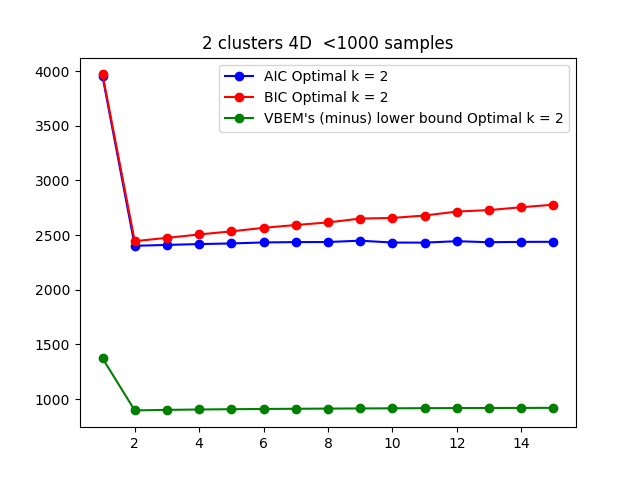 2 clusters 4D <1000 samples
AIC Optimal k = 2
BIC Optimal k = 2
VBEM's (minus) lower bound Optimal k = 2
4000
3500
3000
2500
2000
1500
1000
2 4 6 8 10 12 14